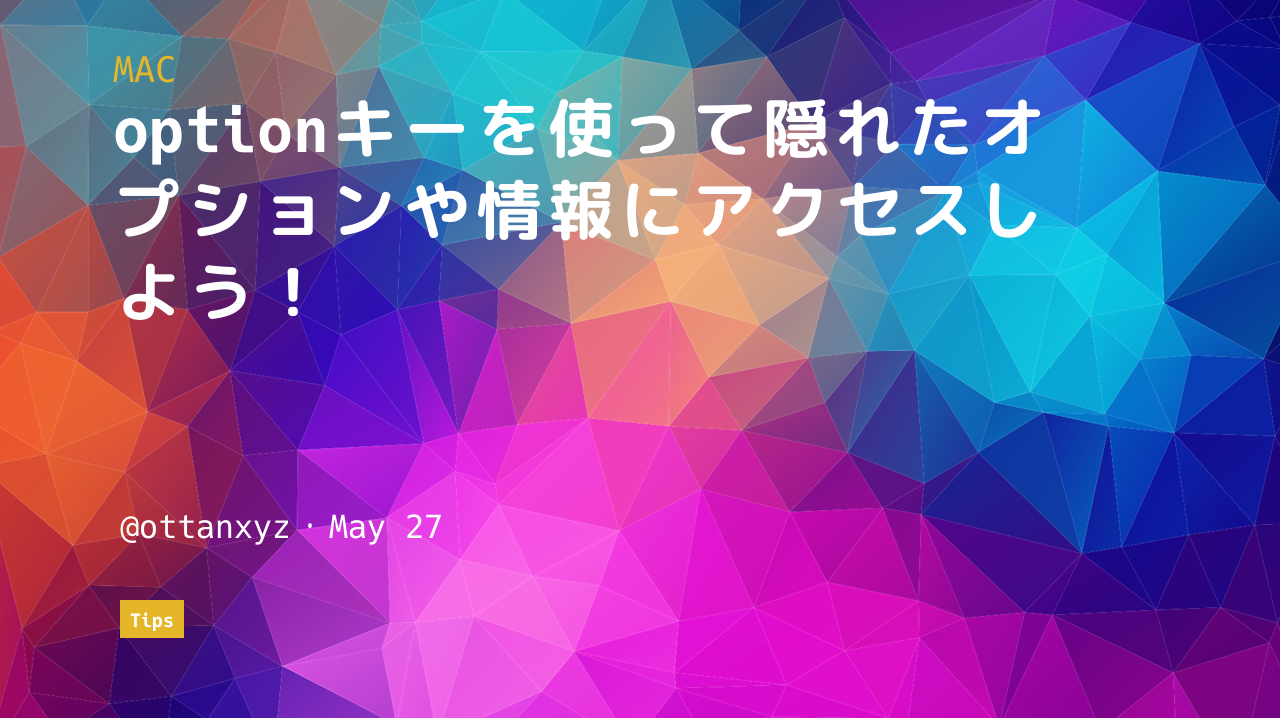 MAC
optionキーを使って隠れたオ
プションや情報にアクセスし
よう！
@ottanxyz · May 27
Tips